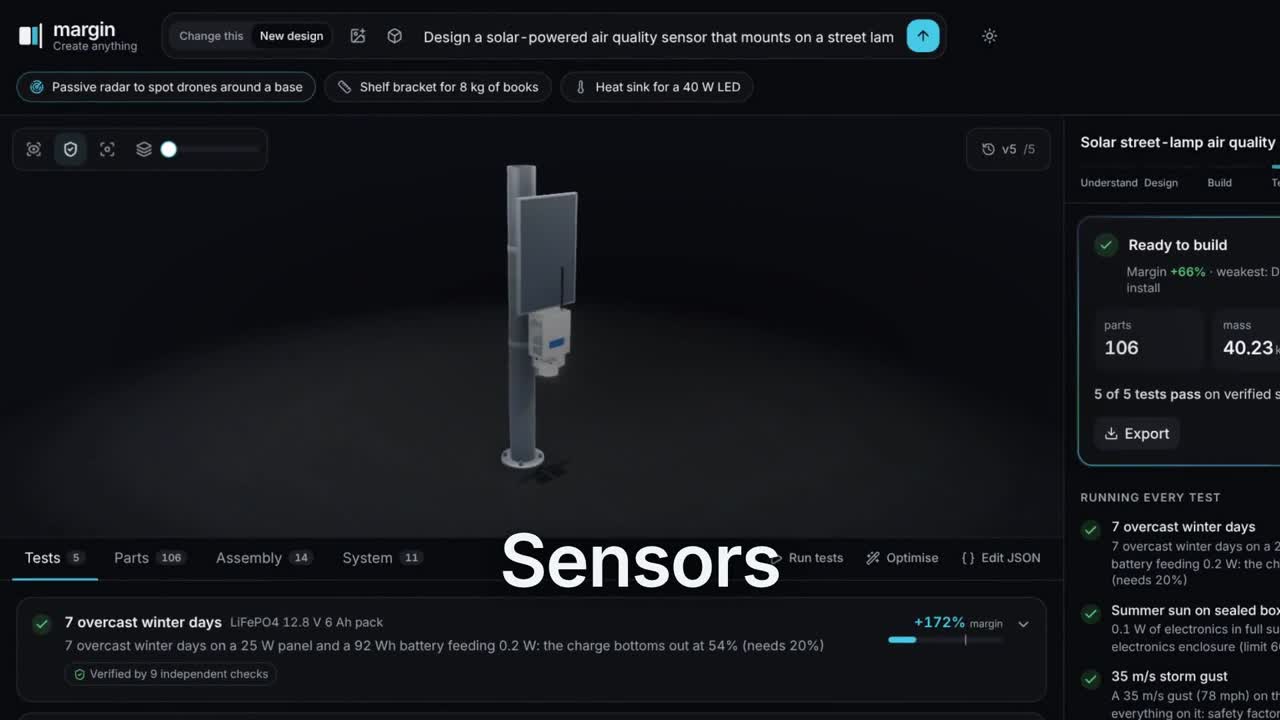 margin
Create anything
Change this
New design
Design a solar-powered air quality sensor that mounts on a street lam
Passive radar to spot drones around a base
Shelf bracket for 8 kg of books
Heat sink for a 40 W LED
v5 /5
Solar street-lamp air quality
Understand
Design
Build
Ready to build
Margin +66% · weakest: D
install
parts
106
mass
40.23
5 of 5 tests pass on verified s
Export
RUNNING EVERY TEST
7 overcast winter days
7 overcast winter days on a 2
battery feeding 0.2 W: the ch
(needs 20%)
Summer sun on sealed box
0.1 W of electronics in full su
electronics enclosure (limit 6
35 m/s storm gust
A 35 m/s gust (78 mph) on th
everything on it: safety factor
Tests 5
Parts 106
Assembly 14
System 11
Sensors
Run tests
Optimise
{ } Edit JSON
7 overcast winter days LiFePO4 12.8 V 6 Ah pack
+172% margin
7 overcast winter days on a 25 W panel and a 92 Wh battery feeding 0.2 W: the charge bottoms out at 54% (needs 20%)
Verified by 9 independent checks